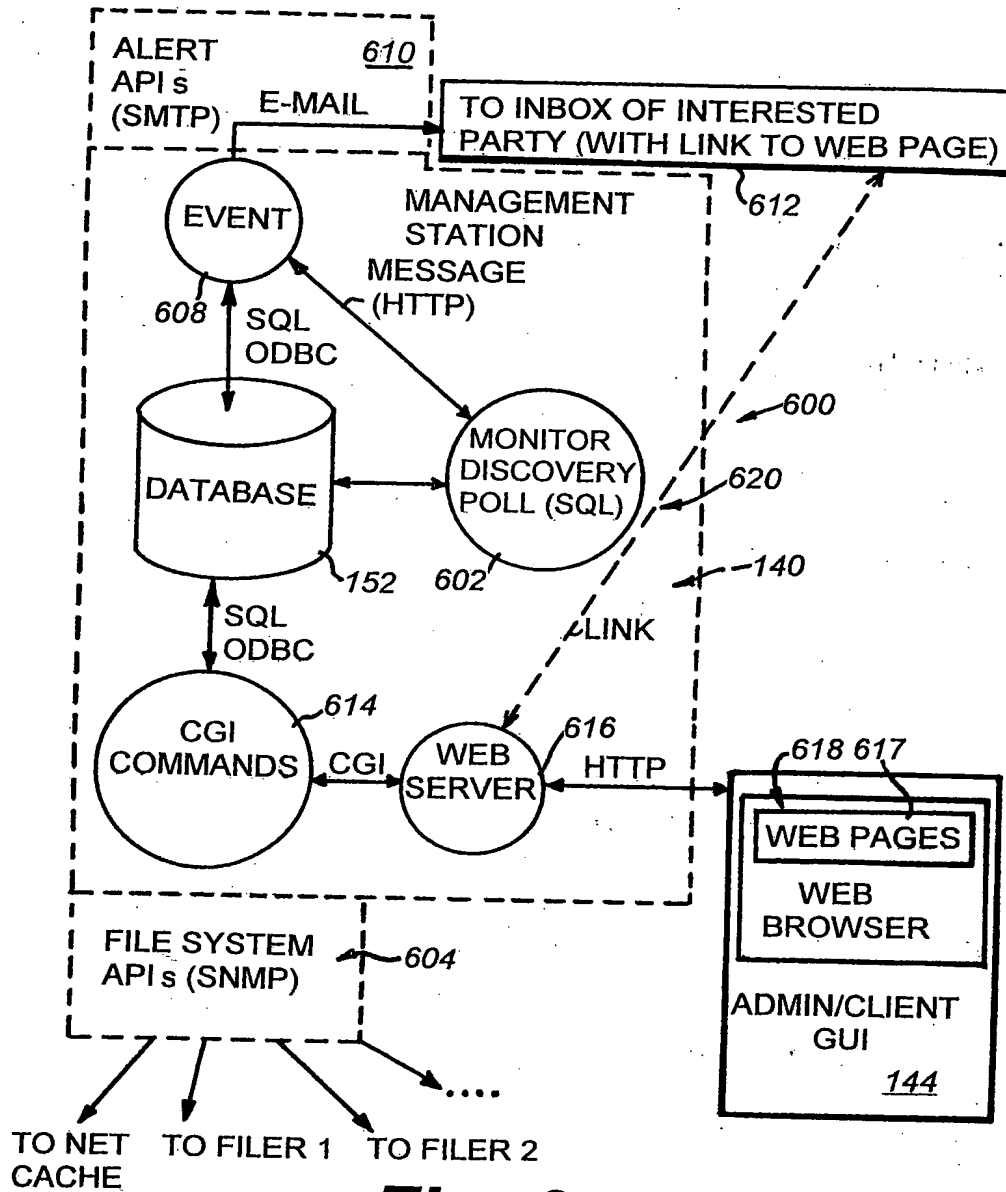 ALERT
APIs
(SMTP)
610
E-MAIL
TO INBOX OF INTERESTED
PARTY (WITH LINK TO WEB PAGE)
612
EVENT
608
MANAGEMENT
STATION
MESSAGE
(HTTP)
SQL
ODBC
600
DATABASE
152
MONITOR
DISCOVERY
POLL (SQL)
602
620
140
SQL
ODBC
LINK
CGI
COMMANDS
614
CGI
WEB
SERVER
616
HTTP
618 617
WEB PAGES
WEB
BROWSER
ADMIN/CLIENT
GUI
144
FILE SYSTEM
APIs (SNMP)
604
....
TO NET
CACHE
TO FILER 1
TO FILER 2